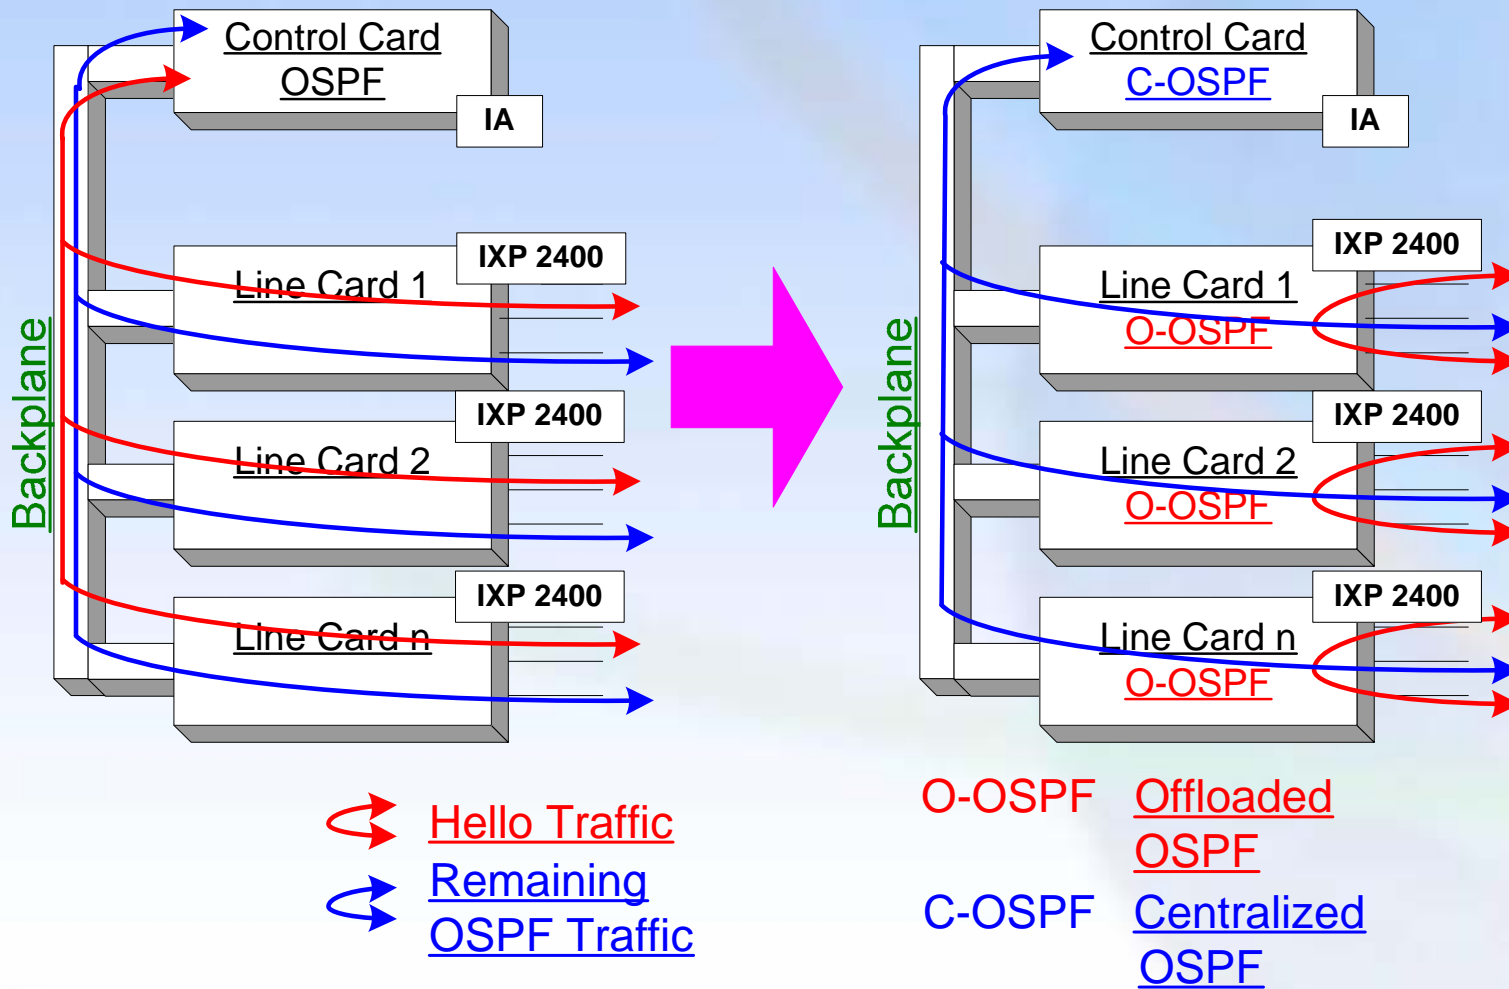 Control Card
OSPF
IA
IXP 2400
Line Card 1
IXP 2400
Line Card 2
IXP 2400
Line Card n
Backplane
Hello Traffic
Remaining
OSPF Traffic
Control Card
C-OSPF
IA
IXP 2400
Line Card 1
O-OSPF
IXP 2400
Line Card 2
O-OSPF
IXP 2400
Line Card n
O-OSPF
Backplane
O-OSPF Offloaded
OSPF
C-OSPF Centralized
OSPF